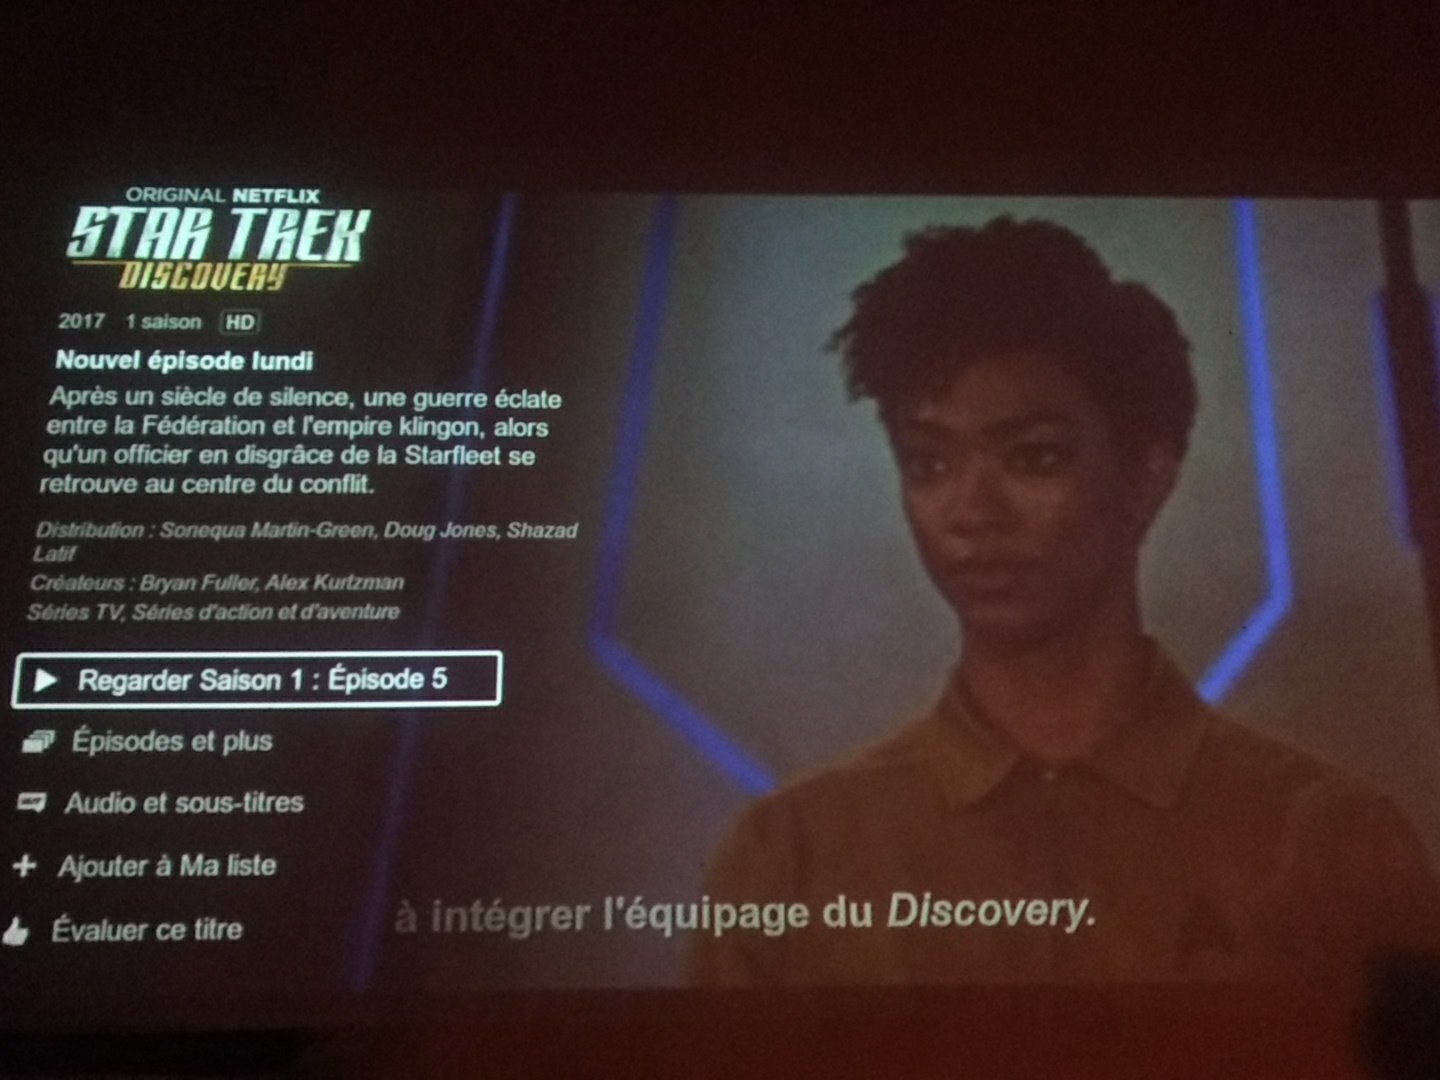 ORIGINAL NETFLIX
STAR TREK
DISCOVERY
2017 1 saison HD
Nouvel épisode lundi
Après un siècle de silence, une guerre éclate
entre la Fédération et l'empire klingon, alors
qu'un officier en disgrâce de la Starfleet se
retrouve au centre du conflit.
Distribution : Sonequa Martin-Green, Doug Jones, Shazad
Latif
Créateurs : Bryan Fuller, Alex Kurtzman
Séries TV, Séries d'action et d'aventure
Regarder Saison 1 : Épisode 5
Épisodes et plus
Audio et sous-titres
Ajouter à Ma liste
Évaluer ce titre
à intégrer l'équipage du Discovery.